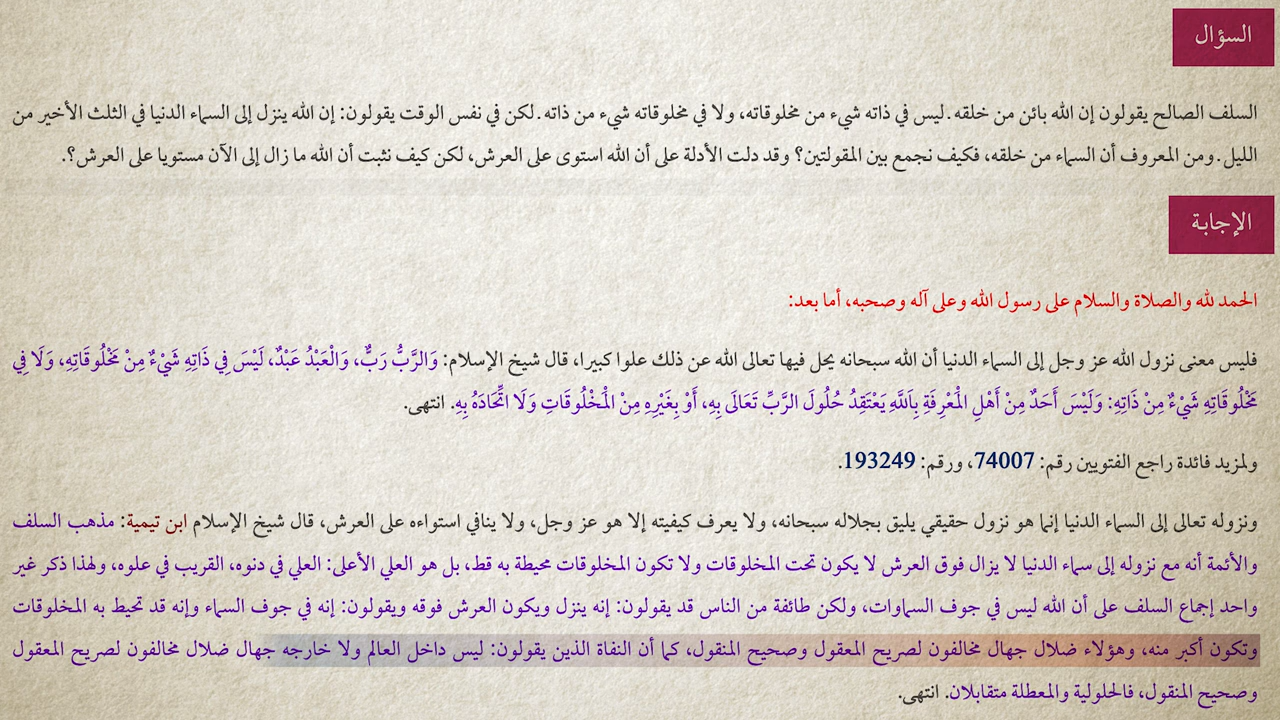 السؤال
السلف الصالح يقولون إن الله بائن من خلقه. ليس في ذاته شيء من مخلوقاته، ولا في مخلوقاته شيء من ذاته. لكن في نفس الوقت يقولون: إن الله ينزل إلى السماء الدنيا في الثلث الأخير من
الليل. ومن المعروف أن السماء من خلقه، فكيف نجمع بين المقولتين؟ وقد دلت الأدلة على أن الله استوى على العرش، لكن كيف نثبت أن الله ما زال إلى الآن مستويا على العرش؟.
الإجابة
الحمد لله والصلاة والسلام على رسول الله وعلى آله وصحبه، أما بعد:
فليس معنى نزول الله عز وجل إلى السماء الدنيا أن الله سبحانه يحل فيها تعالى الله عن ذلك علوا كبيرا، قال شيخ الإسلام: وَالرَّبُّ رَبٌّ، وَالْعَبْدُ عَبْدٌ، لَيْسَ فِي ذَاتِهِ شَيْءٌ مِنْ مَخْلُوقَاتِهِ، وَلَا فِي
مَخْلُوقَاتِهِ شَيْءٌ مِنْ ذَاتِهِ: وَلَيْسَ أَحَدٌ مِنْ أَهْلِ الْمَعْرِفَةِ بِاَللَّهِ يَعْتَقِدُ حُلُولَ الرَّبِّ تَعَالَى بِهِ، أَوْ بِغَيْرِهِ مِنْ الْمَخْلُوقَاتِ وَلَا اتِّحَادَهُ بِهِ. انتهى.
ولمزيد فائدة راجع الفتويين رقم: 74007، ورقم: 193249.
ونزوله تعالى إلى السماء الدنيا إنما هو نزول حقيقي يليق بجلاله سبحانه، ولا يعرف كيفيته إلا هو عز وجل، ولا ينافي استواءه على العرش، قال شيخ الإسلام ابن تيمية: مذهب السلف
والأئمة أنه مع نزوله إلى سماء الدنيا لا يزال فوق العرش لا يكون تحت المخلوقات ولا تكون المخلوقات محيطة به قط، بل هو العلي الأعلى: العلي في دنوه، القريب في علوه، ولهذا ذكر غير
واحد إجماع السلف على أن الله ليس في جوف السماوات، ولكن طائفة من الناس قد يقولون: إنه ينزل ويكون العرش فوقه ويقولون: إنه في جوف السماء وإنه قد تحيط به المخلوقات
وتكون أكبر منه، وهؤلاء ضلال جهال مخالفون لصريح المعقول وصحيح المنقول، كما أن النفاة الذين يقولون: ليس داخل العالم ولا خارجه جهال ضلال مخالفون لصريح المعقول
وصحيح المنقول، فالحلولية والمعطلة متقابلان. انتهى.